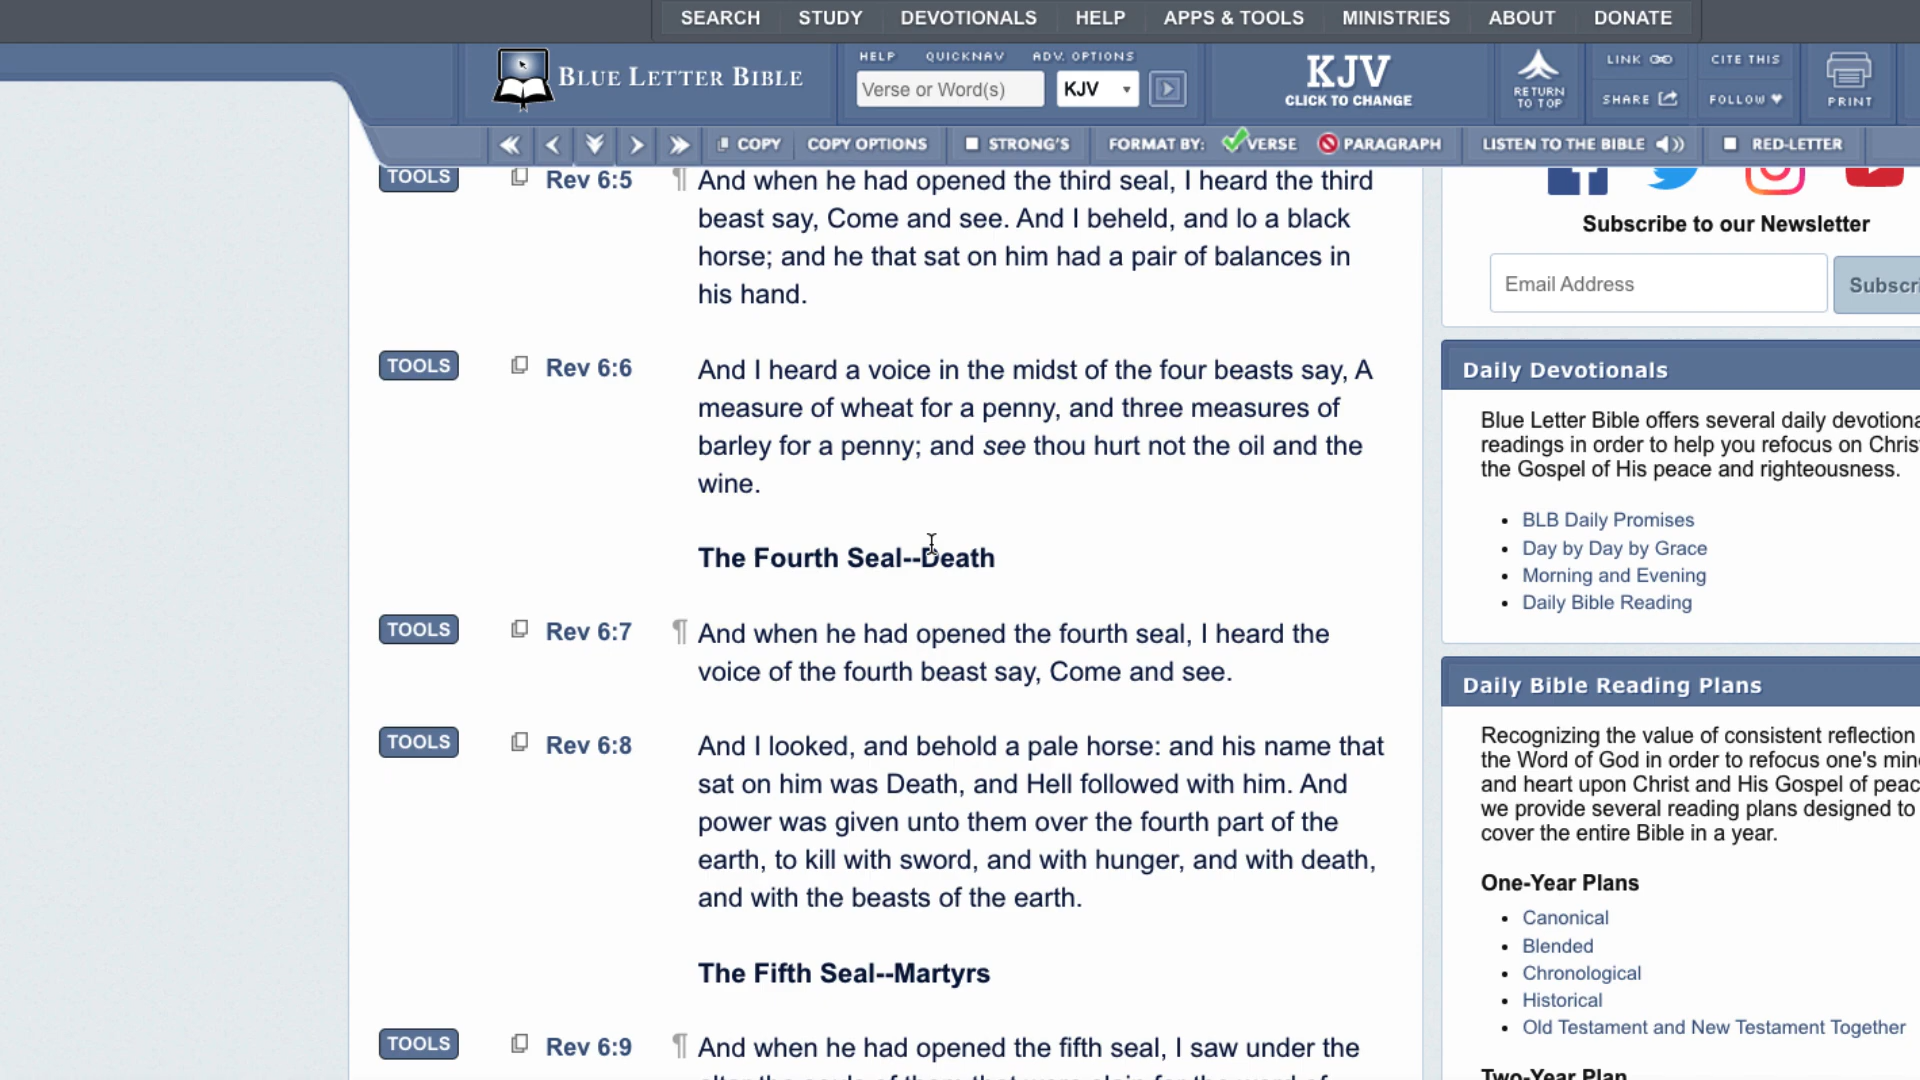 SEARCH STUDY DEVOTIONALS HELP APPS & TOOLS MINISTRIES ABOUT DONATE
BLUE LETTER BIBLE
HELP QUICKNAV ADV. OPTIONS
Verse or Word(s) KJV
KJV
CLICK TO CHANGE
RETURN
TO TOP
LINK
SHARE
CITE THIS
FOLLOW
PRINT
COPY COPY OPTIONS STRONG'S FORMAT BY: VERSE PARAGRAPH LISTEN TO THE BIBLE RED-LETTER
TOOLS Rev 6:5 ¶ And when he had opened the third seal, I heard the third
beast say, Come and see. And I beheld, and lo a black
horse; and he that sat on him had a pair of balances in
his hand.
TOOLS Rev 6:6 And I heard a voice in the midst of the four beasts say, A
measure of wheat for a penny, and three measures of
barley for a penny; and see thou hurt not the oil and the
wine.
The Fourth Seal--Death
TOOLS Rev 6:7 ¶ And when he had opened the fourth seal, I heard the
voice of the fourth beast say, Come and see.
TOOLS Rev 6:8 And I looked, and behold a pale horse: and his name that
sat on him was Death, and Hell followed with him. And
power was given unto them over the fourth part of the
earth, to kill with sword, and with hunger, and with death,
and with the beasts of the earth.
The Fifth Seal--Martyrs
TOOLS Rev 6:9 ¶ And when he had opened the fifth seal, I saw under the
Subscribe to our Newsletter
Email Address Subscri
Daily Devotionals
Blue Letter Bible offers several daily devotiona
readings in order to help you refocus on Chris
the Gospel of His peace and righteousness.
• BLB Daily Promises
• Day by Day by Grace
• Morning and Evening
• Daily Bible Reading
Daily Bible Reading Plans
Recognizing the value of consistent reflection
the Word of God in order to refocus one's min
and heart upon Christ and His Gospel of peac
we provide several reading plans designed to
cover the entire Bible in a year.
One-Year Plans
• Canonical
• Blended
• Chronological
• Historical
• Old Testament and New Testament Together
Two-Year Plan